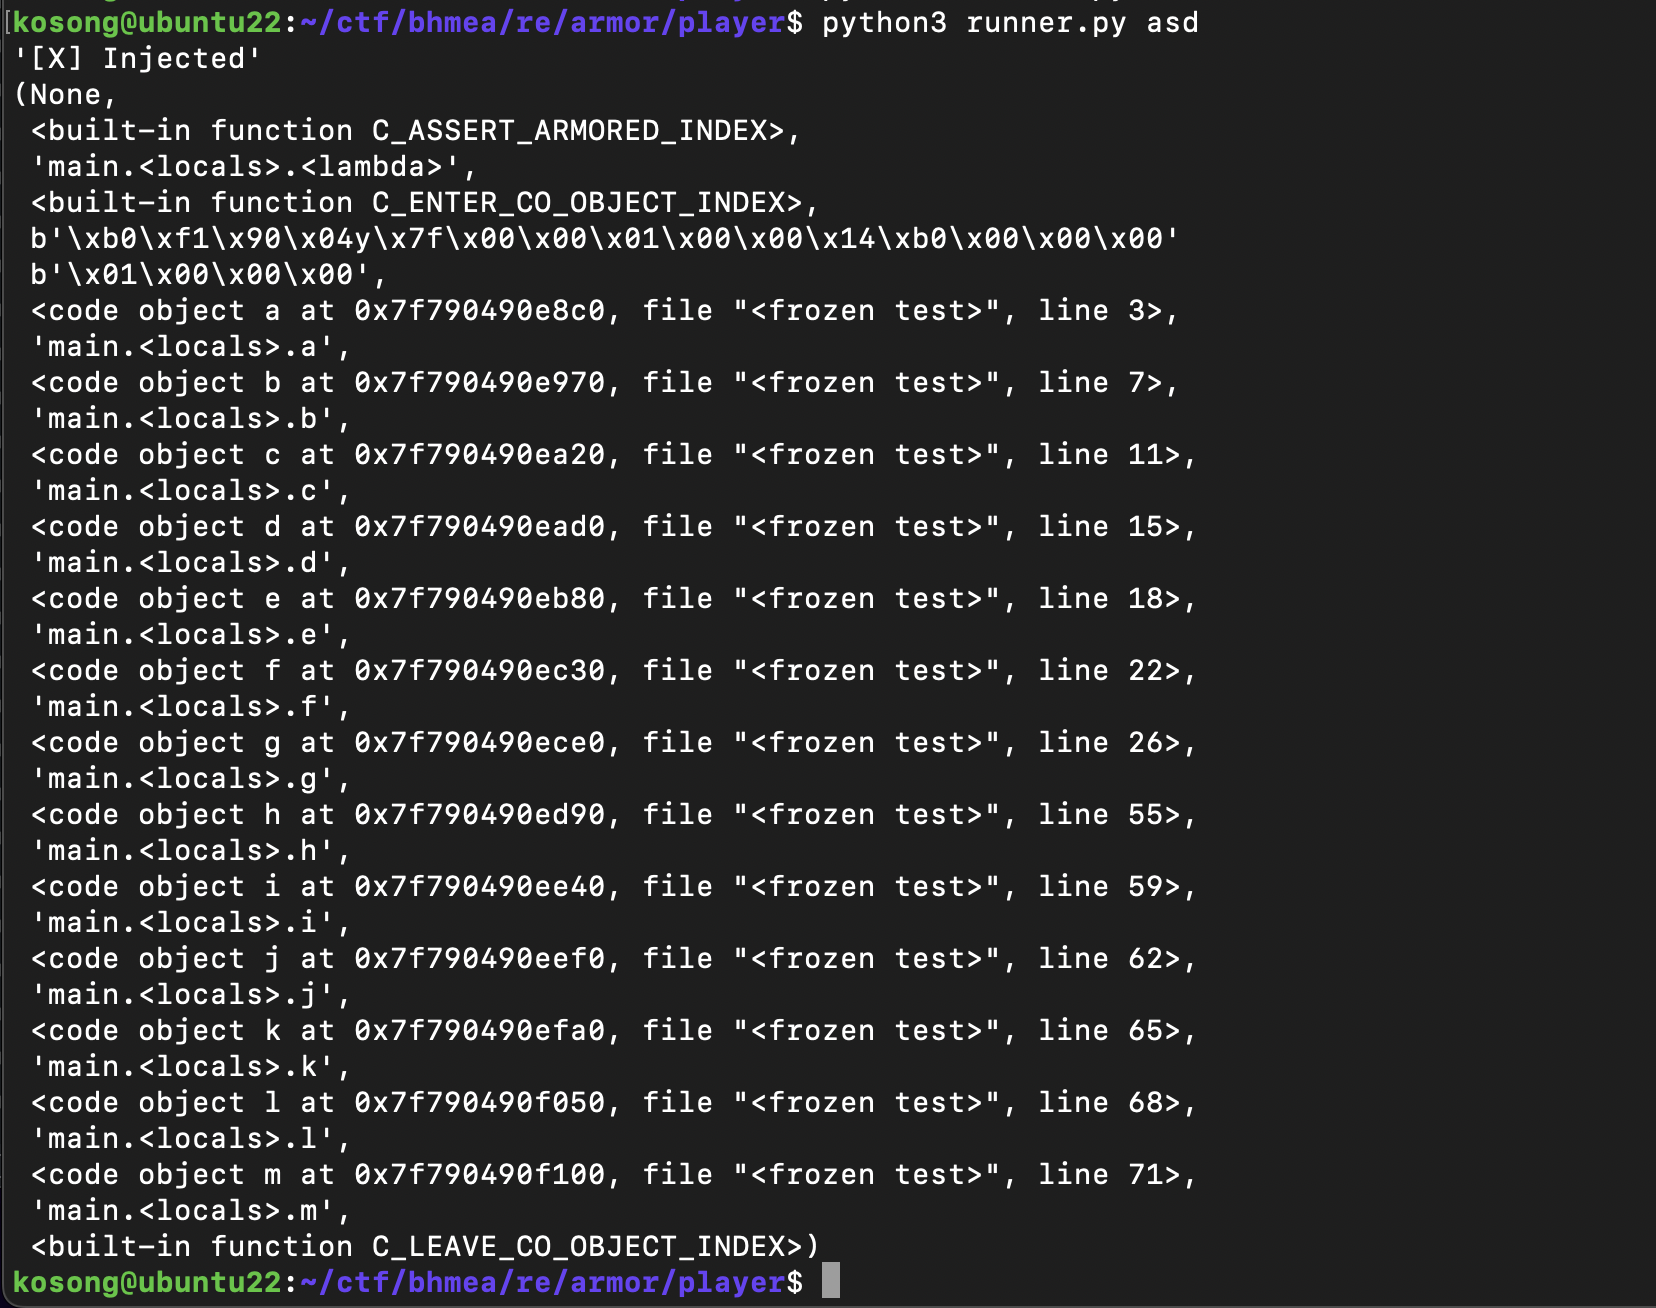 kosong@ubuntu22:~/ctf/bhmea/re/armor/player$ python3 runner.py asd
'[X] Injected'
(None,
 <built-in function C_ASSERT_ARMORED_INDEX>,
 'main.<locals>.<lambda>',
 <built-in function C_ENTER_CO_OBJECT_INDEX>,
 b'\xb0\xf1\x90\x04y\x7f\x00\x00\x01\x00\x00\x14\xb0\x00\x00\x00'
 b'\x01\x00\x00\x00',
 <code object a at 0x7f790490e8c0, file "<frozen test>", line 3>,
 'main.<locals>.a',
 <code object b at 0x7f790490e970, file "<frozen test>", line 7>,
 'main.<locals>.b',
 <code object c at 0x7f790490ea20, file "<frozen test>", line 11>,
 'main.<locals>.c',
 <code object d at 0x7f790490ead0, file "<frozen test>", line 15>,
 'main.<locals>.d',
 <code object e at 0x7f790490eb80, file "<frozen test>", line 18>,
 'main.<locals>.e',
 <code object f at 0x7f790490ec30, file "<frozen test>", line 22>,
 'main.<locals>.f',
 <code object g at 0x7f790490ece0, file "<frozen test>", line 26>,
 'main.<locals>.g',
 <code object h at 0x7f790490ed90, file "<frozen test>", line 55>,
 'main.<locals>.h',
 <code object i at 0x7f790490ee40, file "<frozen test>", line 59>,
 'main.<locals>.i',
 <code object j at 0x7f790490eef0, file "<frozen test>", line 62>,
 'main.<locals>.j',
 <code object k at 0x7f790490efa0, file "<frozen test>", line 65>,
 'main.<locals>.k',
 <code object l at 0x7f790490f050, file "<frozen test>", line 68>,
 'main.<locals>.l',
 <code object m at 0x7f790490f100, file "<frozen test>", line 71>,
 'main.<locals>.m',
 <built-in function C_LEAVE_CO_OBJECT_INDEX>)
kosong@ubuntu22:~/ctf/bhmea/re/armor/player$